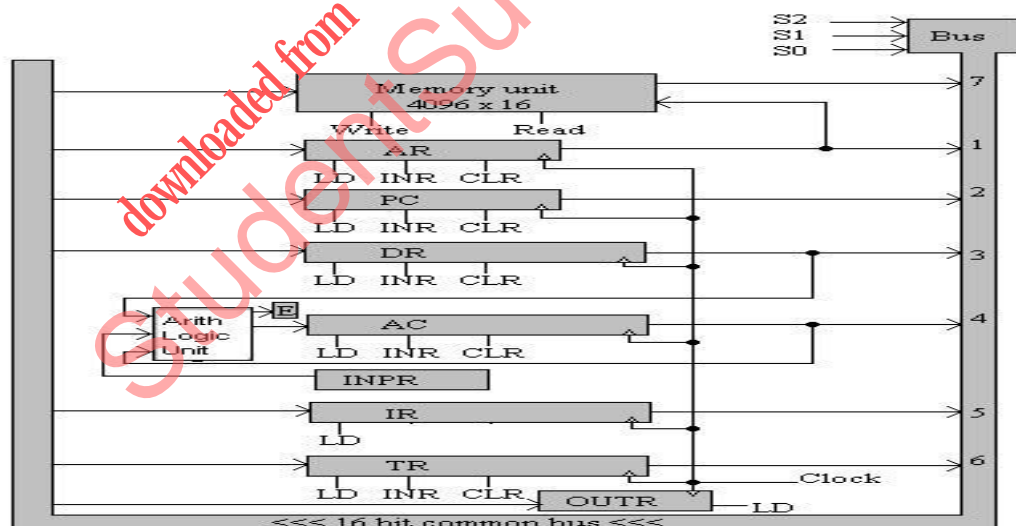 S2
S1
S0
Bus
downloaded from
Memory unit
4096 x 16
7
Write Read
AR
1
LD INR CLR
PC
2
LD INR CLR
DR
3
LD INR CLR
E
Arith
Logic
Unit
AC
4
LD INR CLR
INPR
IR
5
LD
TR
6
Clock
LD INR CLR
OUTR
LD
<<< 16 bit common bus <<<
StudentSu